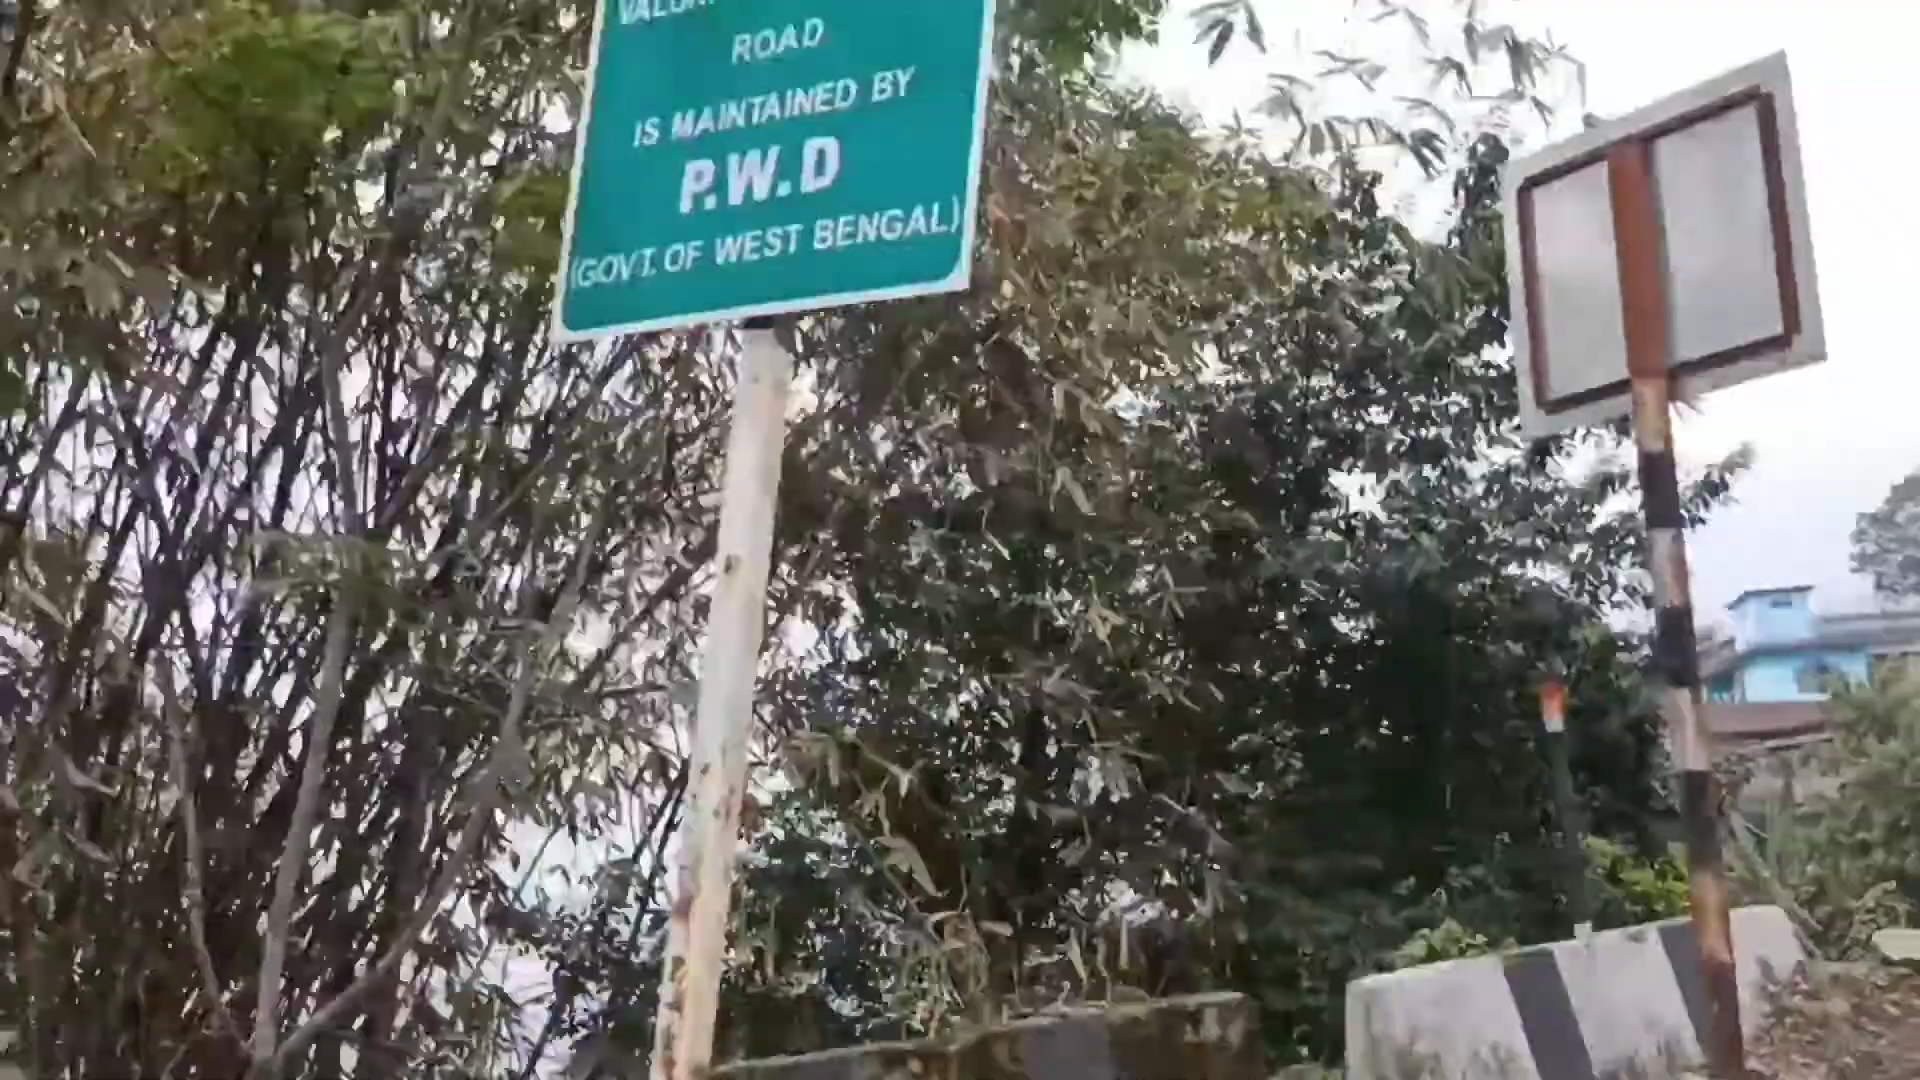 ROAD
IS MAINTAINED BY
P.W.D
(GOVT. OF WEST BENGAL)